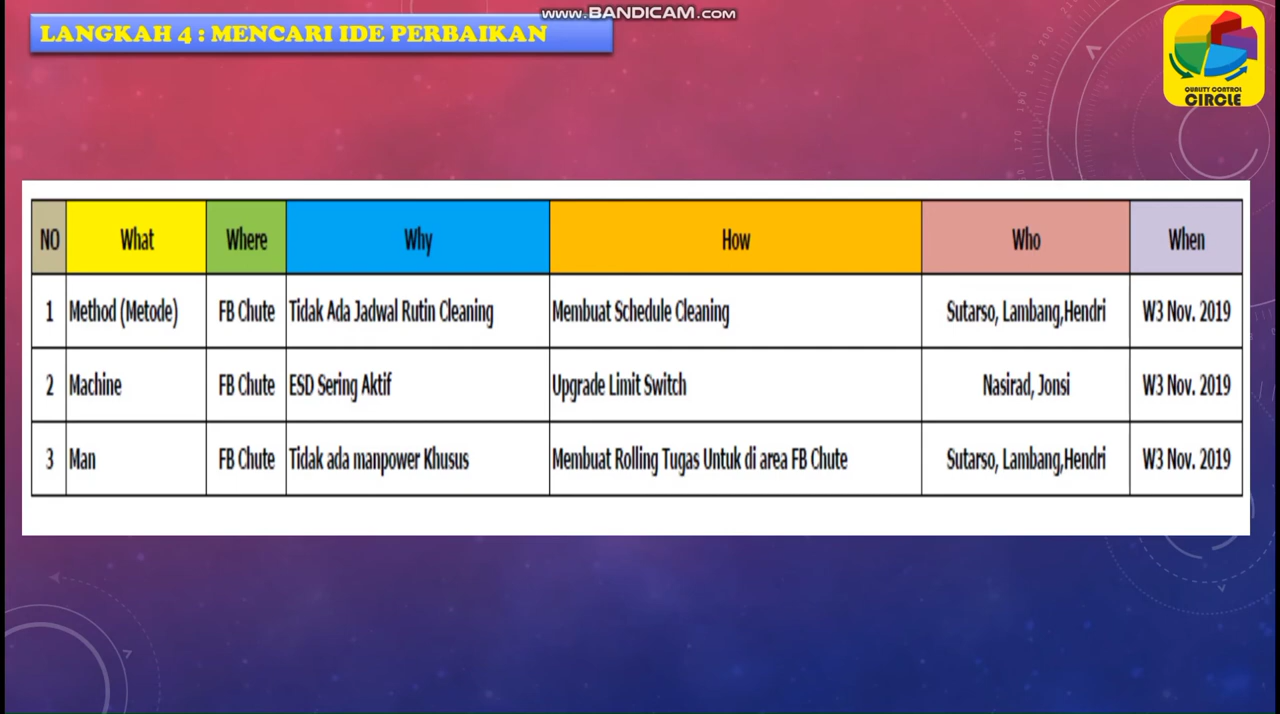 www.BANDICAM.com
LANGKAH 4 : MENCARI IDE PERBAIKAN
QUALITY CONTROL
CIRCLE
NO What Where Why How Who When
1 Method (Metode) FB Chute Tidak Ada Jadwal Rutin Cleaning Membuat Schedule Cleaning Sutarso, Lambang,Hendri W3 Nov. 2019
2 Machine FB Chute ESD Sering Aktif Upgrade Limit Switch Nasirad, Jonsi W3 Nov. 2019
3 Man FB Chute Tidak ada manpower Khusus Membuat Rolling Tugas Untuk di area FB Chute Sutarso, Lambang,Hendri W3 Nov. 2019